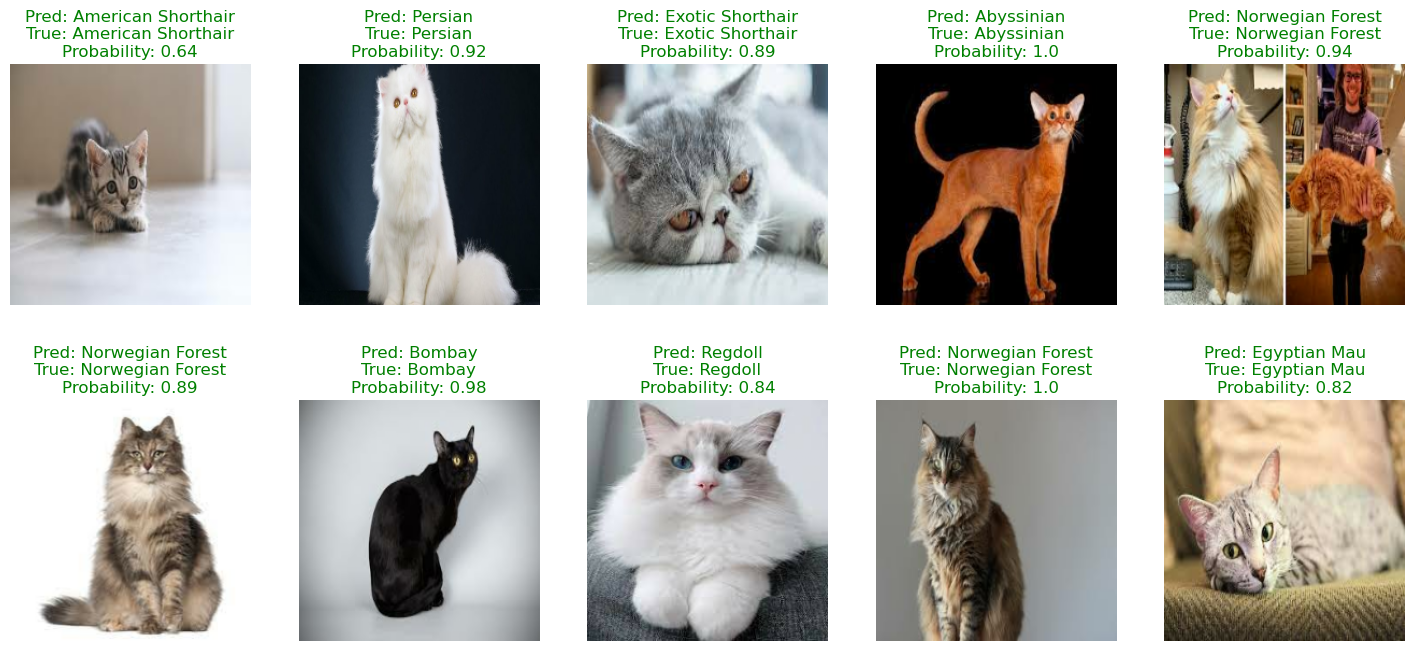 Pred: American Shorthair
True: American Shorthair
Probability: 0.64
Pred: Persian
True: Persian
Probability: 0.92
Pred: Exotic Shorthair
True: Exotic Shorthair
Probability: 0.89
Pred: Abyssinian
True: Abyssinian
Probability: 1.0
Pred: Norwegian Forest
True: Norwegian Forest
Probability: 0.94
Pred: Norwegian Forest
True: Norwegian Forest
Probability: 0.89
Pred: Bombay
True: Bombay
Probability: 0.98
Pred: Regdoll
True: Regdoll
Probability: 0.84
Pred: Norwegian Forest
True: Norwegian Forest
Probability: 1.0
Pred: Egyptian Mau
True: Egyptian Mau
Probability: 0.82